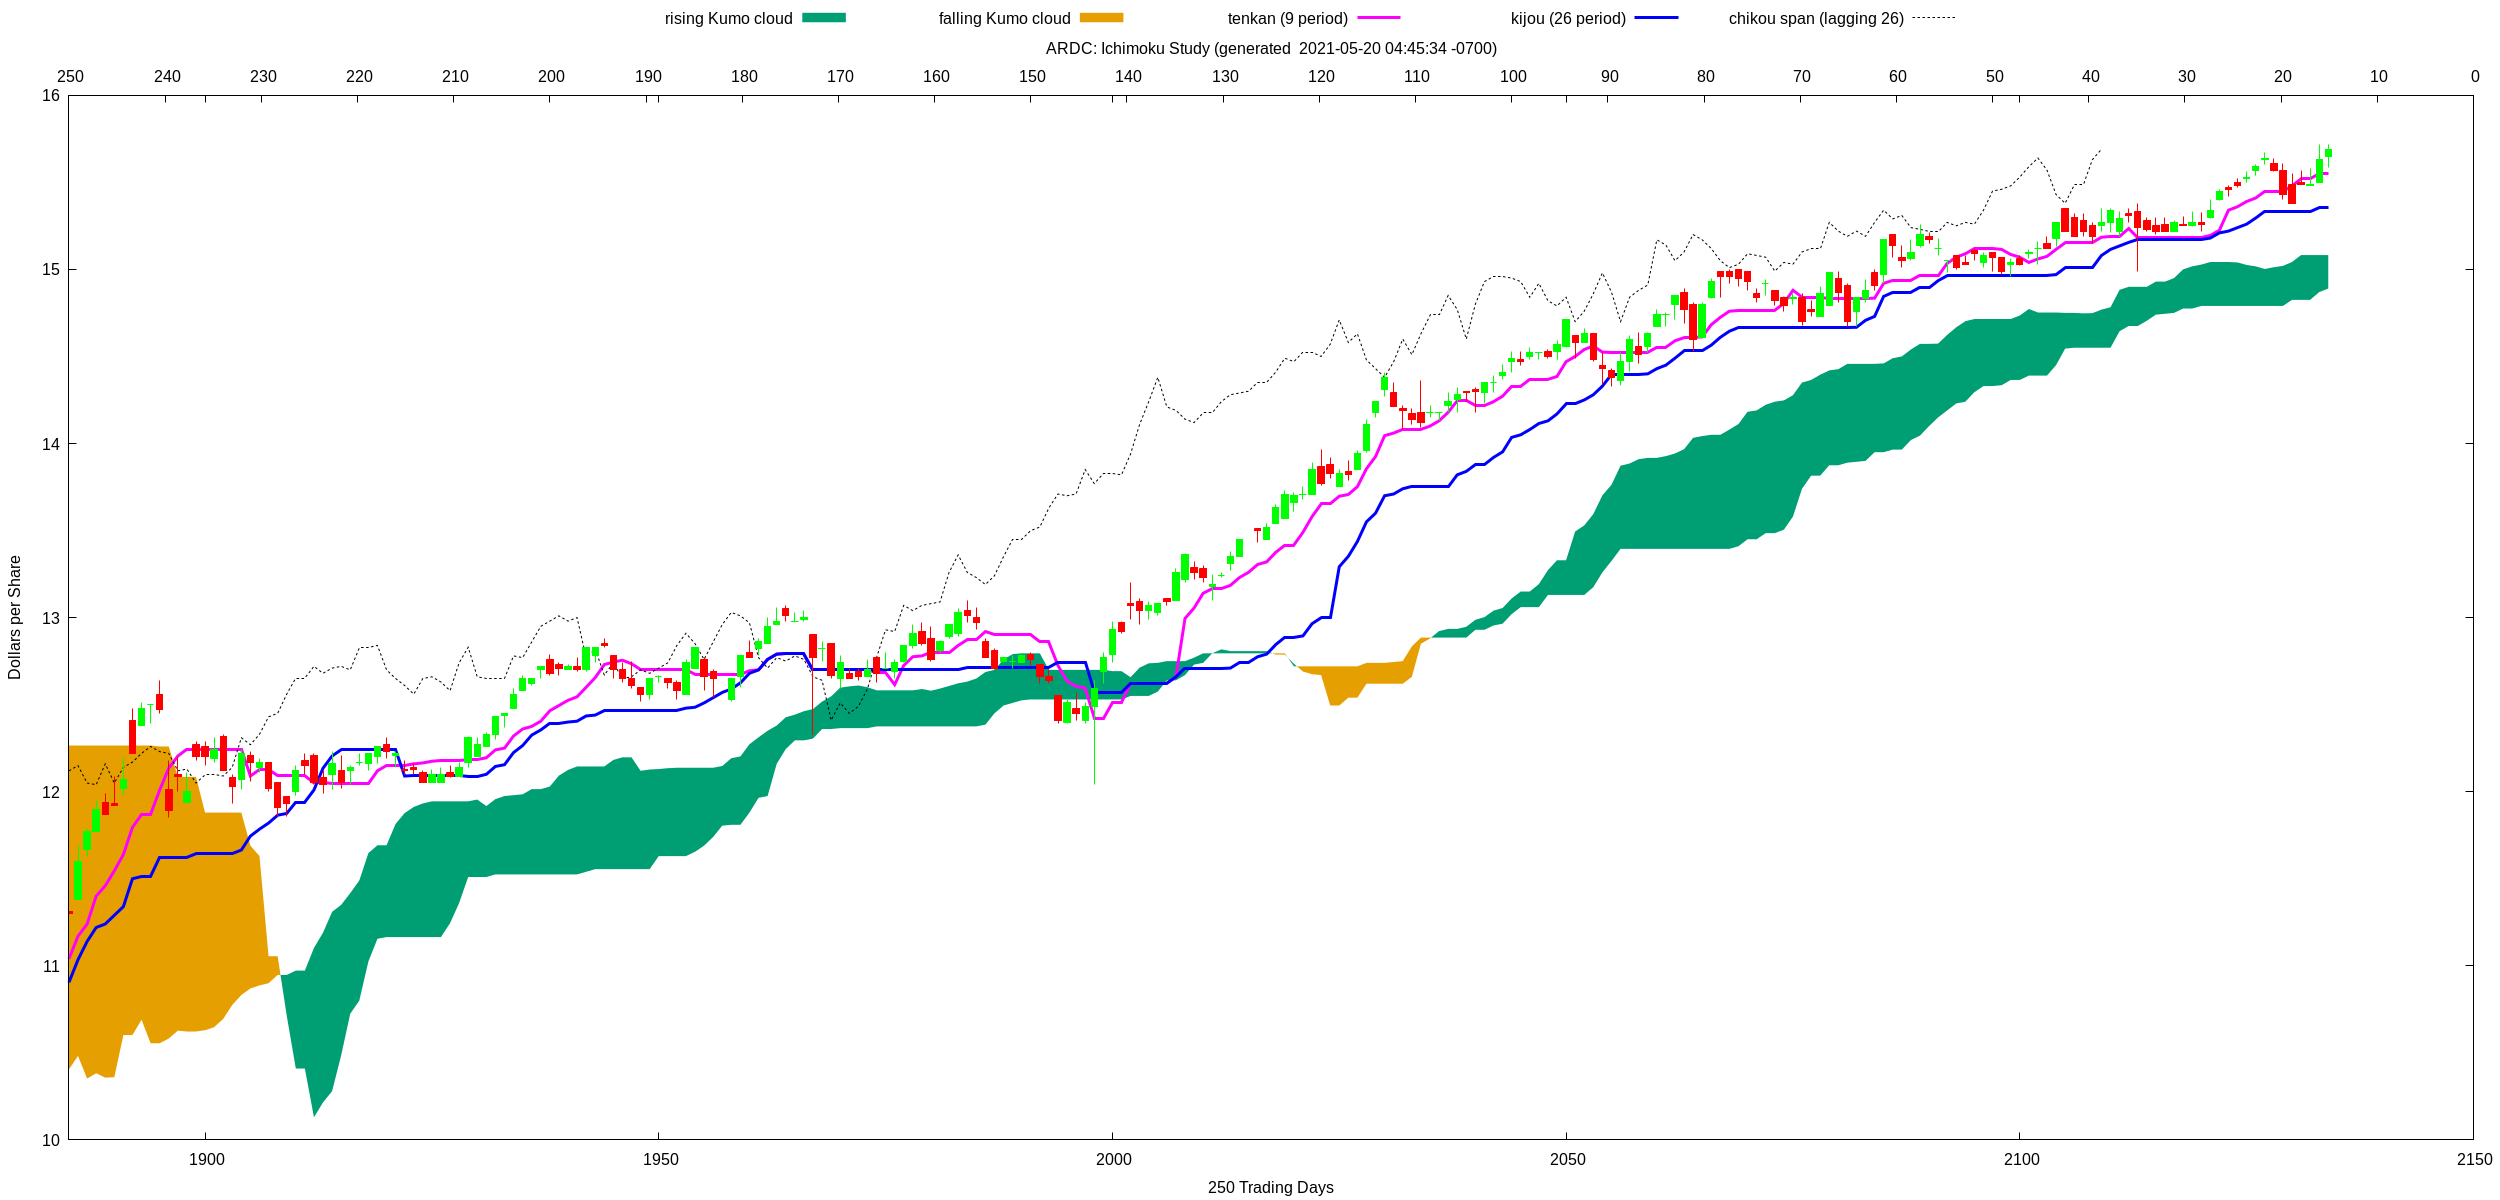 rising Kumo cloud falling Kumo cloud tenkan (9 period) kijou (26 period) chikou span (lagging 26)
ARDC: Ichimoku Study (generated  2021-05-20 04:45:34 -0700)
250 240 230 220 210 200 190 180 170 160 150 140 130 120 110 100 90 80 70 60 50 40 30 20 10 0
16
15
14
13
12
11
10
Dollars per Share
1900 1950 2000 2050 2100 2150
250 Trading Days